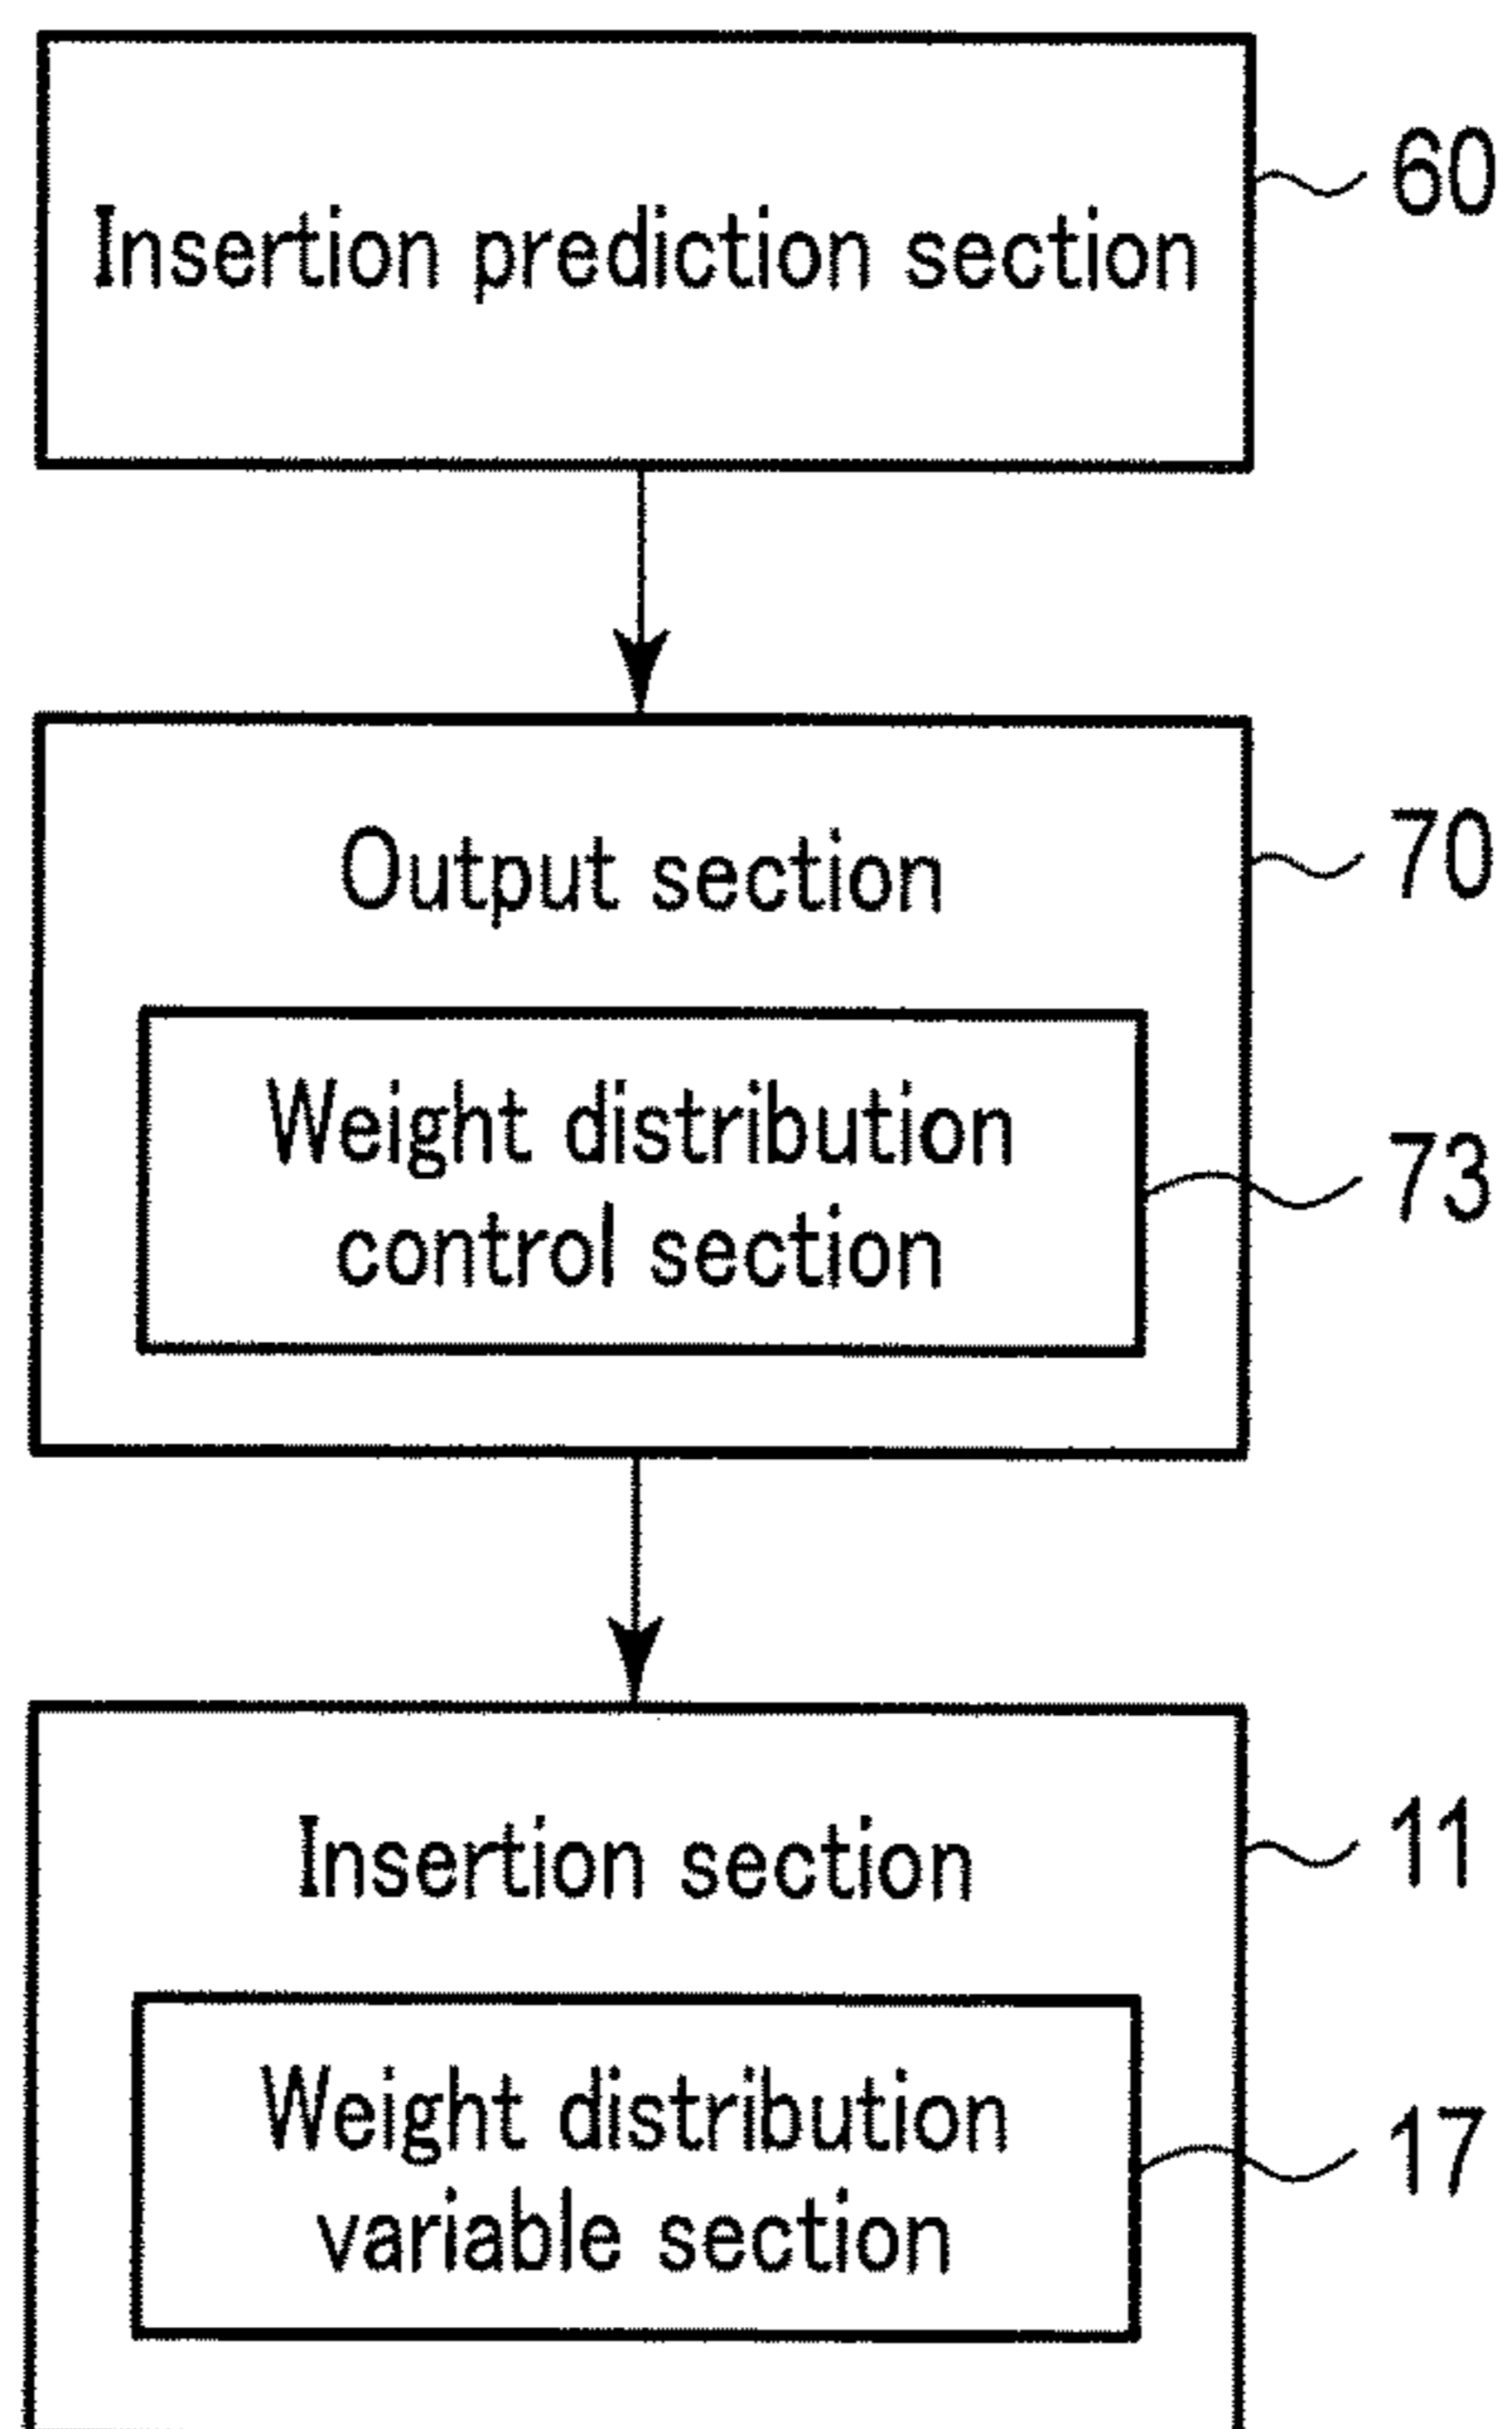 60
Insertion prediction section
Output section
70
Weight distribution
73
control section
Insertion section
11
Weight distribution
17
variable section